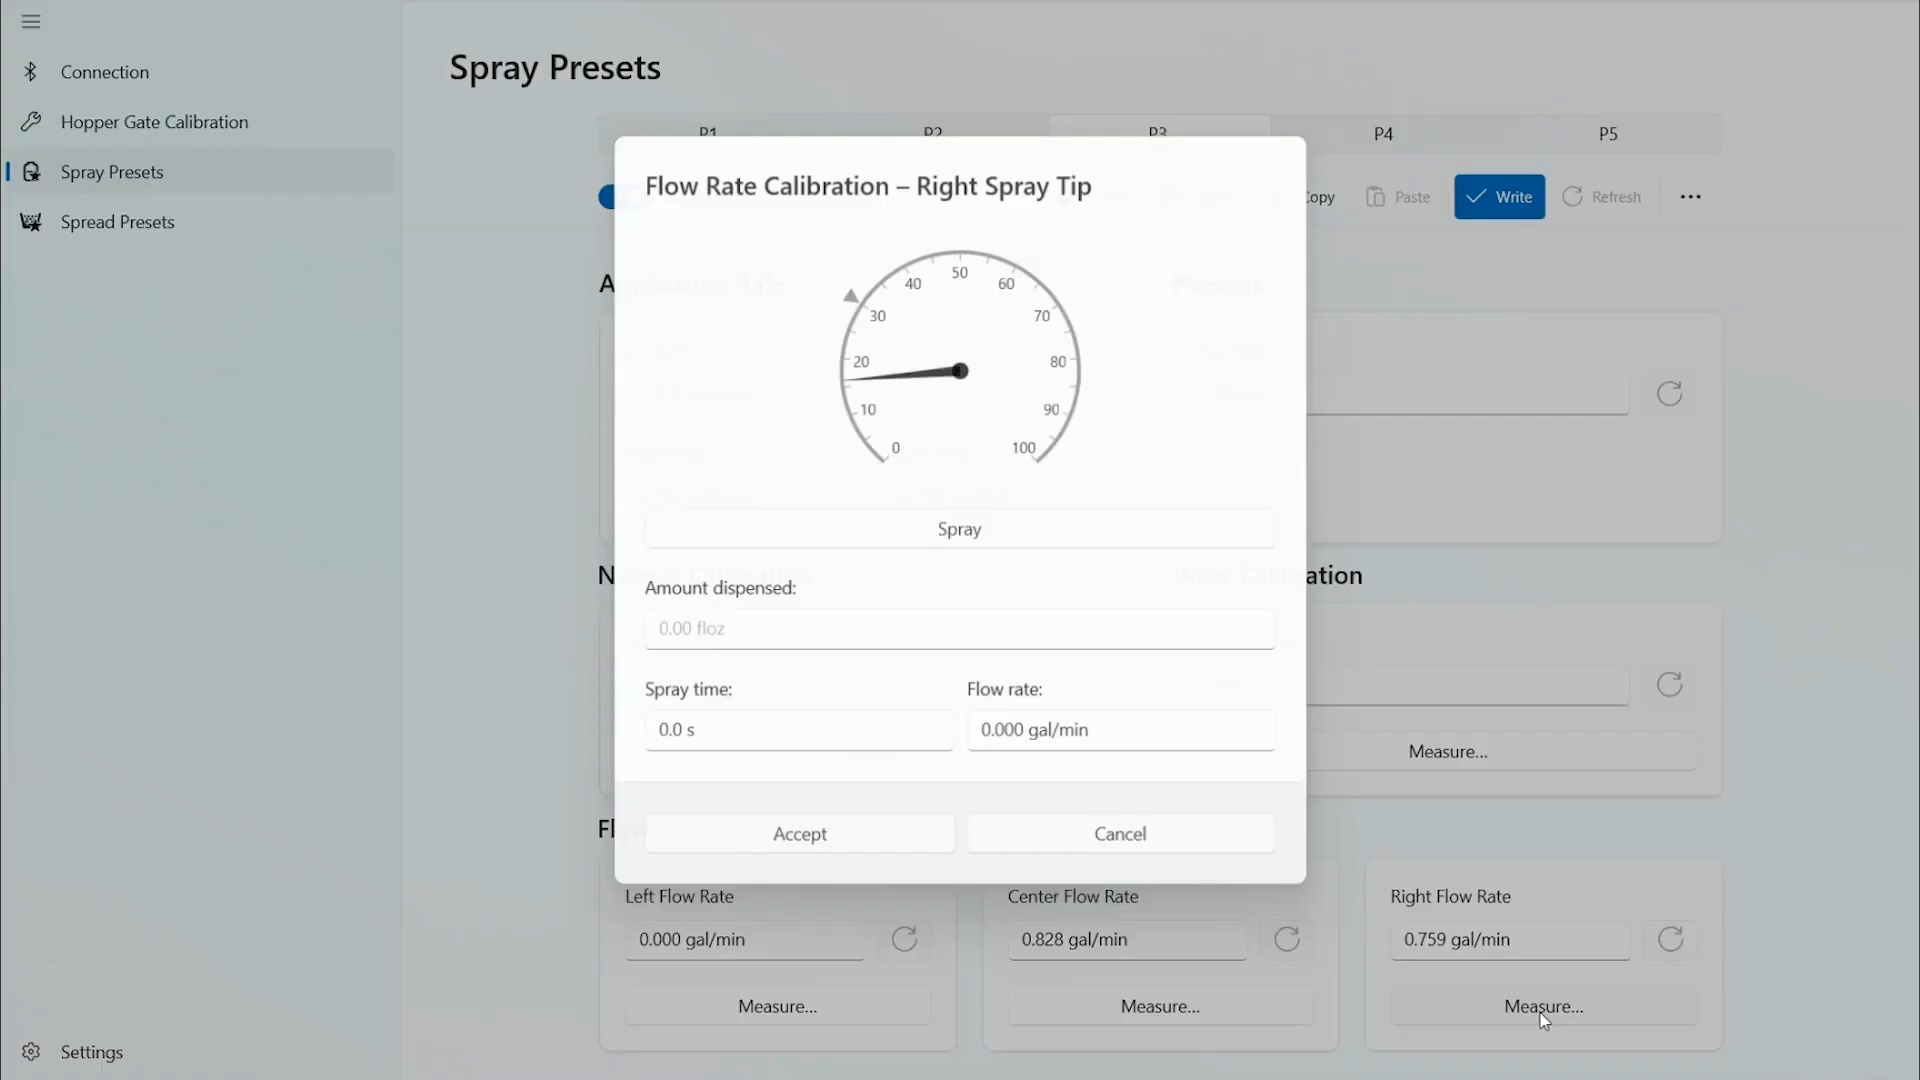 Connection
Hopper Gate Calibration
Spray Presets
Spread Presets
Settings
Spray Presets
P1 P2 P3 P4 P5
Copy Paste Write Refresh
Flow Rate Calibration – Right Spray Tip
50
40 60
30 70
20 80
10 90
0 100
Spray
Amount dispensed:
0.00 floz
Spray time: Flow rate:
0.0 s 0.000 gal/min
Accept Cancel
Measure...
Left Flow Rate Center Flow Rate Right Flow Rate
0.000 gal/min 0.828 gal/min 0.759 gal/min
Measure... Measure... Measure...